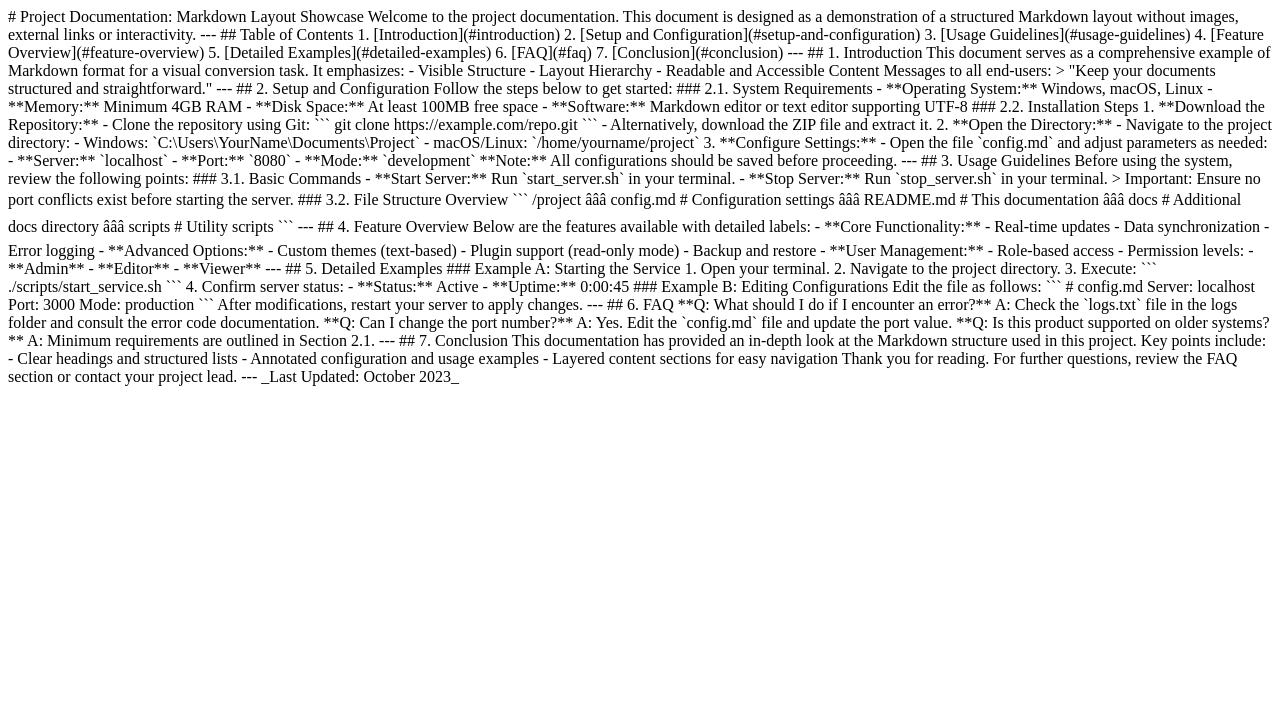 # Project Documentation: Markdown Layout Showcase Welcome to the project documentation. This document is designed as a demonstration of a structured Markdown layout without images,
external links or interactivity. --- ## Table of Contents 1. [Introduction](#introduction) 2. [Setup and Configuration](#setup-and-configuration) 3. [Usage Guidelines](#usage-guidelines) 4. [Feature
Overview](#feature-overview) 5. [Detailed Examples](#detailed-examples) 6. [FAQ](#faq) 7. [Conclusion](#conclusion) --- ## 1. Introduction This document serves as a comprehensive example of
Markdown format for a visual conversion task. It emphasizes: - Visible Structure - Layout Hierarchy - Readable and Accessible Content Messages to all end-users: > "Keep your documents
structured and straightforward." --- ## 2. Setup and Configuration Follow the steps below to get started: ### 2.1. System Requirements - **Operating System:** Windows, macOS, Linux -
**Memory:** Minimum 4GB RAM - **Disk Space:** At least 100MB free space - **Software:** Markdown editor or text editor supporting UTF-8 ### 2.2. Installation Steps 1. **Download the
Repository:** - Clone the repository using Git: ``` git clone https://example.com/repo.git ``` - Alternatively, download the ZIP file and extract it. 2. **Open the Directory:** - Navigate to the project
directory: - Windows: `C:\Users\YourName\Documents\Project` - macOS/Linux: `/home/yourname/project` 3. **Configure Settings:** - Open the file `config.md` and adjust parameters as needed:
- **Server:** `localhost` - **Port:** `8080` - **Mode:** `development` **Note:** All configurations should be saved before proceeding. --- ## 3. Usage Guidelines Before using the system,
review the following points: ### 3.1. Basic Commands - **Start Server:** Run `start_server.sh` in your terminal. - **Stop Server:** Run `stop_server.sh` in your terminal. > Important: Ensure no
port conflicts exist before starting the server. ### 3.2. File Structure Overview ``` /project âââ config.md # Configuration settings âââ README.md # This documentation âââ docs # Additional
docs directory âââ scripts # Utility scripts ``` --- ## 4. Feature Overview Below are the features available with detailed labels: - **Core Functionality:** - Real-time updates - Data synchronization -
Error logging - **Advanced Options:** - Custom themes (text-based) - Plugin support (read-only mode) - Backup and restore - **User Management:** - Role-based access - Permission levels: -
**Admin** - **Editor** - **Viewer** --- ## 5. Detailed Examples ### Example A: Starting the Service 1. Open your terminal. 2. Navigate to the project directory. 3. Execute: ```
./scripts/start_service.sh ``` 4. Confirm server status: - **Status:** Active - **Uptime:** 0:00:45 ### Example B: Editing Configurations Edit the file as follows: ``` # config.md Server: localhost
Port: 3000 Mode: production ``` After modifications, restart your server to apply changes. --- ## 6. FAQ **Q: What should I do if I encounter an error?** A: Check the `logs.txt` file in the logs
folder and consult the error code documentation. **Q: Can I change the port number?** A: Yes. Edit the `config.md` file and update the port value. **Q: Is this product supported on older systems?
** A: Minimum requirements are outlined in Section 2.1. --- ## 7. Conclusion This documentation has provided an in-depth look at the Markdown structure used in this project. Key points include:
- Clear headings and structured lists - Annotated configuration and usage examples - Layered content sections for easy navigation Thank you for reading. For further questions, review the FAQ
section or contact your project lead. --- _Last Updated: October 2023_